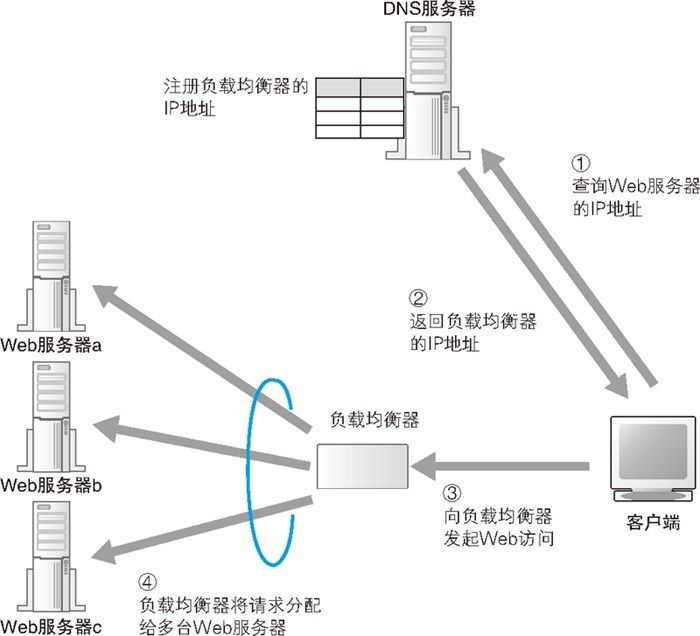 DNS服务器
注册负载均衡器的
IP地址
①
查询Web服务器
的IP地址
②
返回负载均衡器
的IP地址
Web服务器a
负载均衡器
Web服务器b
③
向负载均衡器
发起Web访问
客户端
④
负载均衡器将请求分配
给多台Web服务器
Web服务器c